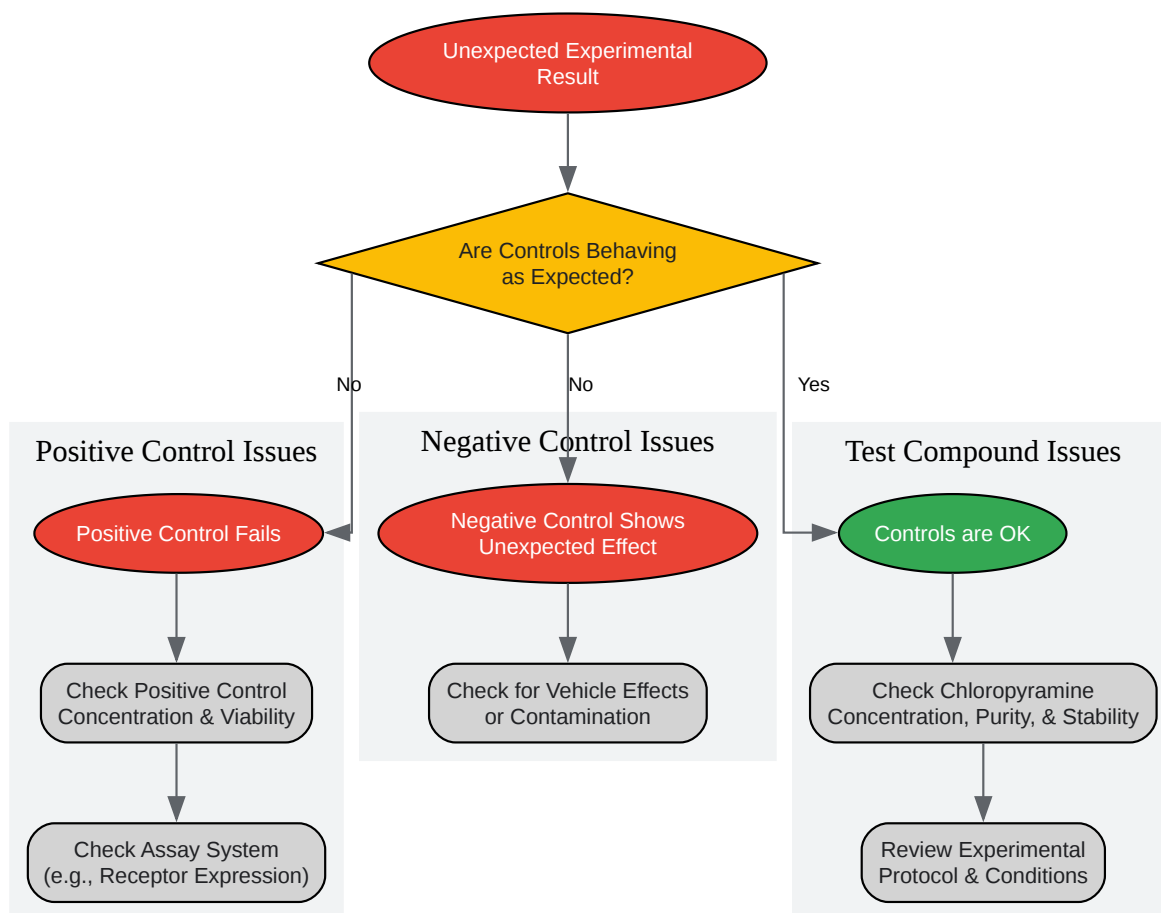 Unexpected Experimental
Result
Are Controls Behaving
as Expected?
No
No
Yes
Positive Control Issues
Positive Control Fails
Check Positive Control
Concentration & Viability
Check Assay System
(e.g., Receptor Expression)
Negative Control Issues
Negative Control Shows
Unexpected Effect
Check for Vehicle Effects
or Contamination
Test Compound Issues
Controls are OK
Check Chloropyramine
Concentration, Purity, & Stability
Review Experimental
Protocol & Conditions